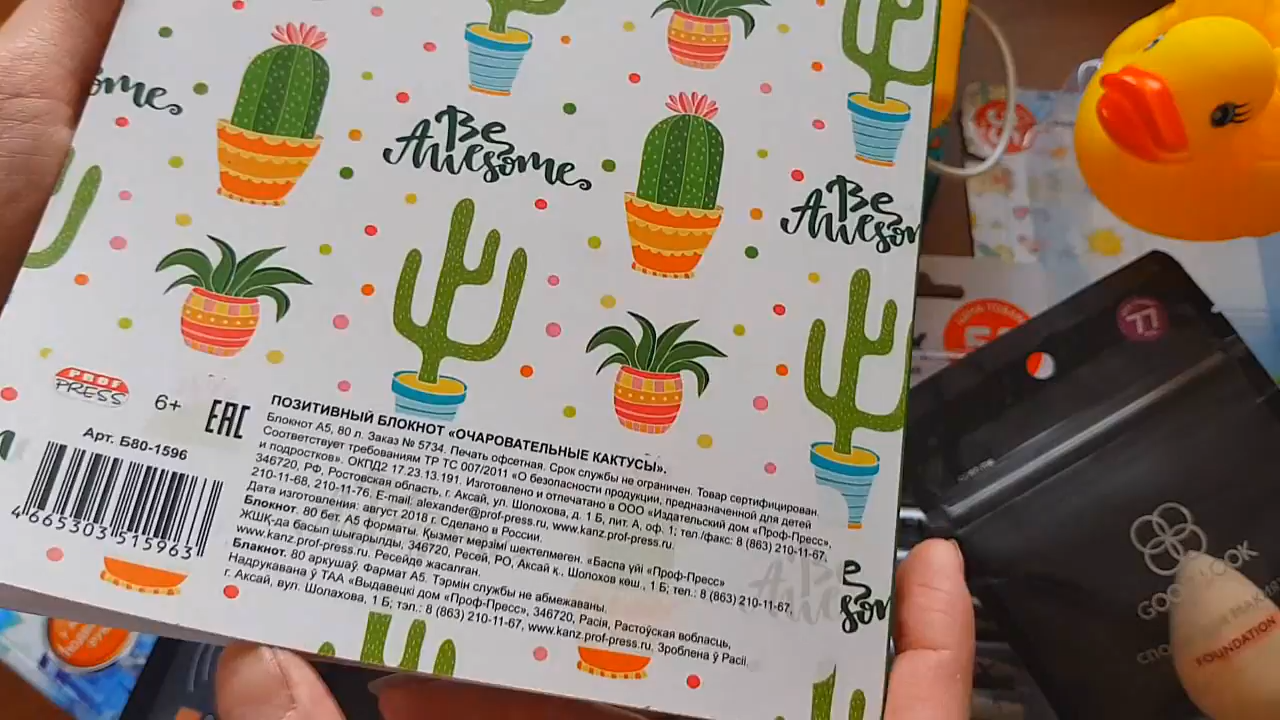 ome
Be
Awesome
Be
Aweso
PROF
PRESS
6+
EAC
Арт. Б80-1596
4 665303 515963
ПОЗИТИВНЫЙ БЛОКНОТ «ОЧАРОВАТЕЛЬНЫЕ КАКТУСЫ».
Блокнот А5, 80 л. Заказ № 5734. Печать офсетная. Срок службы не ограничен. Товар сертифицирован.
Соответствует требованиям ТР ТС 007/2011 «О безопасности продукции, предназначенной для детей
и подростков». ОКПД2 17.23.13.191. Изготовлено и отпечатано в ООО «Издательский дом «Проф-Пресс»,
346720, РФ, Ростовская область, г. Аксай, ул. Шолохова, д. 1 Б, лит. А, оф. 1; тел./факс: 8 (863) 210-11-67,
210-11-68, 210-11-76. E-mail: alexander@prof-press.ru, www.kanz.prof-press.ru.
Дата изготовления: август 2018 г. Сделано в России.
Блокнот. 80 бет. А5 форматы. Қызмет мерзімі шектелмеген. «Баспа үйі «Проф-Пресс»
ЖШҚ-да басып шығарылды, 346720, Ресей, РО, Аксай қ., Шолохов көш., 1 Б; тел.: 8 (863) 210-11-67,
www.kanz.prof-press.ru. Ресейде жасалған.
Блакнот. 80 аркушаў. Фармат А5. Тэрмін службы не абмежаваны.
Надрукавана ў ТАА «Выдавецкі дом «Проф-Пресс», 346720, Расія, Растоўская вобласць,
г. Аксай, вул. Шолахова, 1 Б; тэл.: 8 (863) 210-11-67, www.kanz.prof-press.ru. Зроблена ў Расіі.
77
FOUNDATION